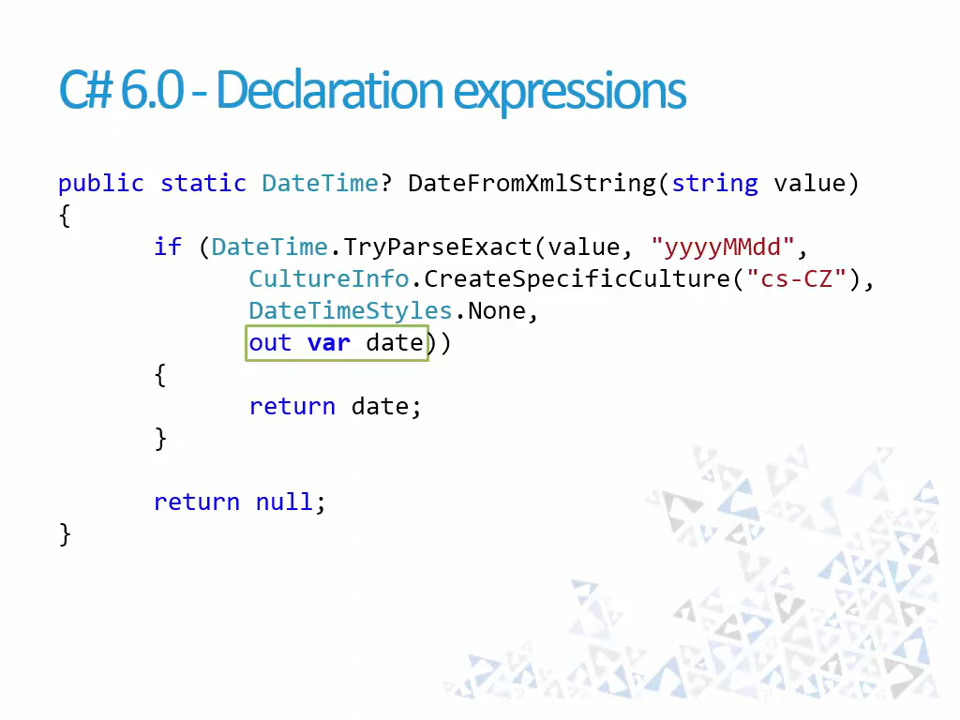 C# 6.0 - Declaration expressions
public static DateTime? DateFromXmlString(string value)
{
if (DateTime.TryParseExact(value, "yyyyMMdd",
CultureInfo.CreateSpecificCulture("cs-CZ"),
DateTimeStyles.None,
out var date))
{
return date;
}
return null;
}